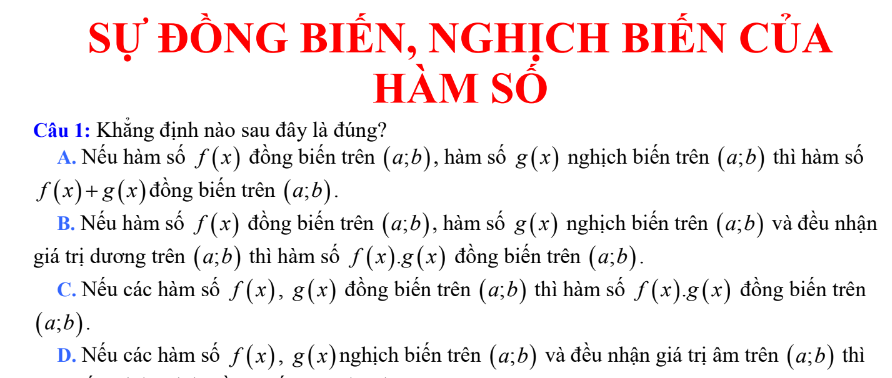 SỰ ĐỒNG BIẾN, NGHỊCH BIẾN CỦA
HÀM SỐ
Câu 1: Khẳng định nào sau đây là đúng?
A. Nếu hàm số f(x) đồng biến trên (a;b), hàm số g(x) nghịch biến trên (a;b) thì hàm số
f(x)+g(x) đồng biến trên (a;b).
B. Nếu hàm số f(x) đồng biến trên (a;b), hàm số g(x) nghịch biến trên (a;b) và đều nhận
giá trị dương trên (a;b) thì hàm số f(x).g(x) đồng biến trên (a;b).
C. Nếu các hàm số f(x), g(x) đồng biến trên (a;b) thì hàm số f(x).g(x) đồng biến trên
(a;b).
D. Nếu các hàm số f(x), g(x) nghịch biến trên (a;b) và đều nhận giá trị âm trên (a;b) thì